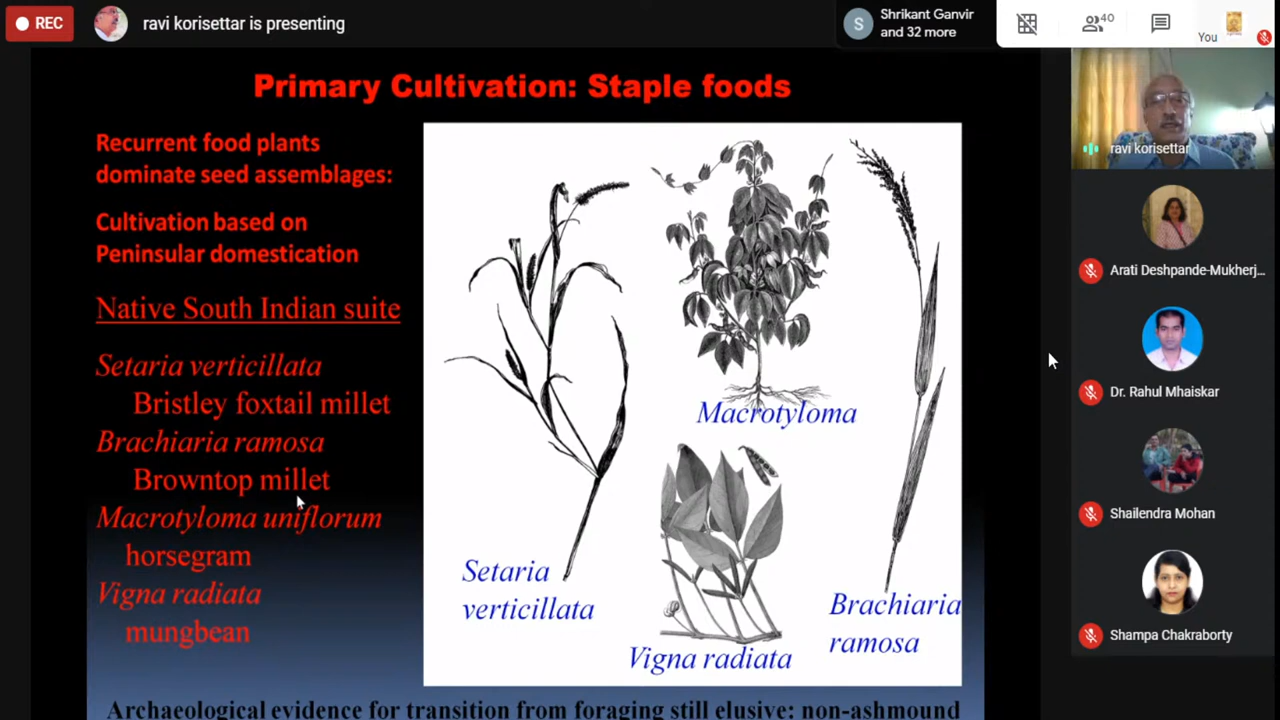 REC
ravi korisettar is presenting
S
Shrikant Ganvir
and 32 more
40
You
Primary Cultivation: Staple foods
Recurrent food plants
dominate seed assemblages:
Cultivation based on
Peninsular domestication
Native South Indian suite
Setaria verticillata
Bristley foxtail millet
Brachiaria ramosa
Browntop millet
Macrotyloma uniflorum
horsegram
Vigna radiata
mungbean
Macrotyloma
Setaria
verticillata
Vigna radiata
Brachiaria
ramosa
Archaeological evidence for transition from foraging still elusive: non-ashmound
ravi korisettar
Arati Deshpande-Mukherj...
Dr. Rahul Mhaiskar
Shailendra Mohan
Shampa Chakraborty